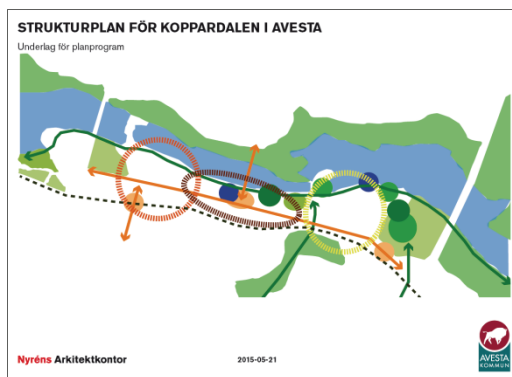 STRUKTURPLAN FÖR KOPPARDALEN I AVESTA
Underlag för planprogram
Nyréns Arkitektkontor
2015-05-21
AVESTA
KOMMUN